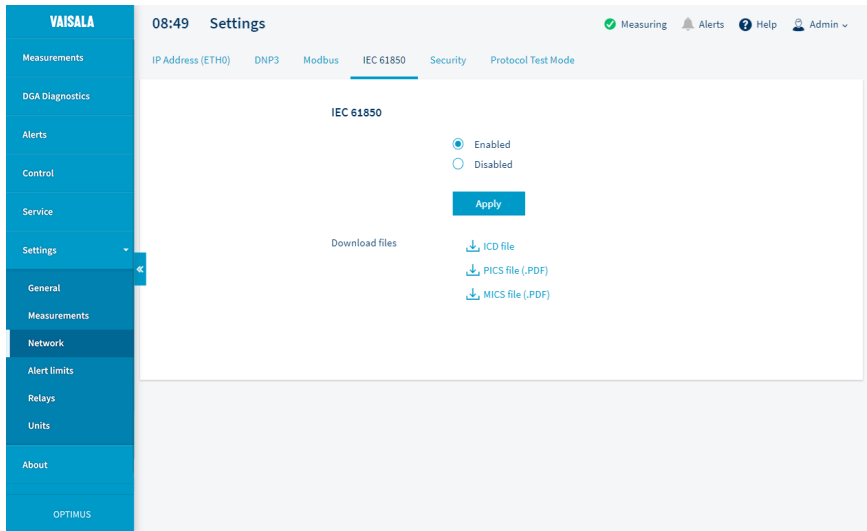 VAISALA
08:49 Settings
Measuring Alerts Help Admin
Measurements
DGA Diagnostics
Alerts
Control
Service
Settings
General
Measurements
Network
Alert limits
Relays
Units
About
OPTIMUS
IP Address (ETH0) DNP3 Modbus IEC 61850 Security Protocol Test Mode
IEC 61850
Enabled
Disabled
Apply
Download files
ICD file
PICS file (.PDF)
MICS file (.PDF)